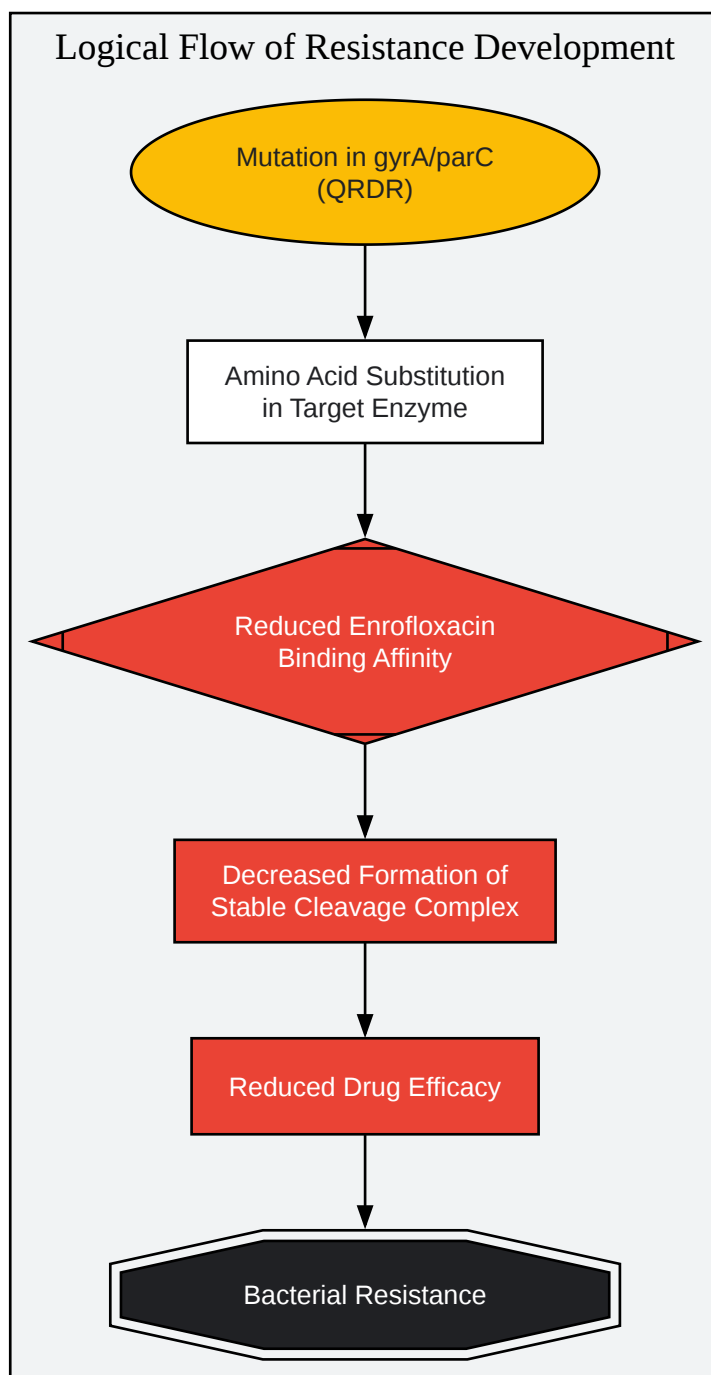 Logical Flow of Resistance Development
Mutation in gyrA/parC
(QRDR)
Amino Acid Substitution
in Target Enzyme
Reduced Enrofloxacin
Binding Affinity
Decreased Formation of
Stable Cleavage Complex
Reduced Drug Efficacy
Bacterial Resistance